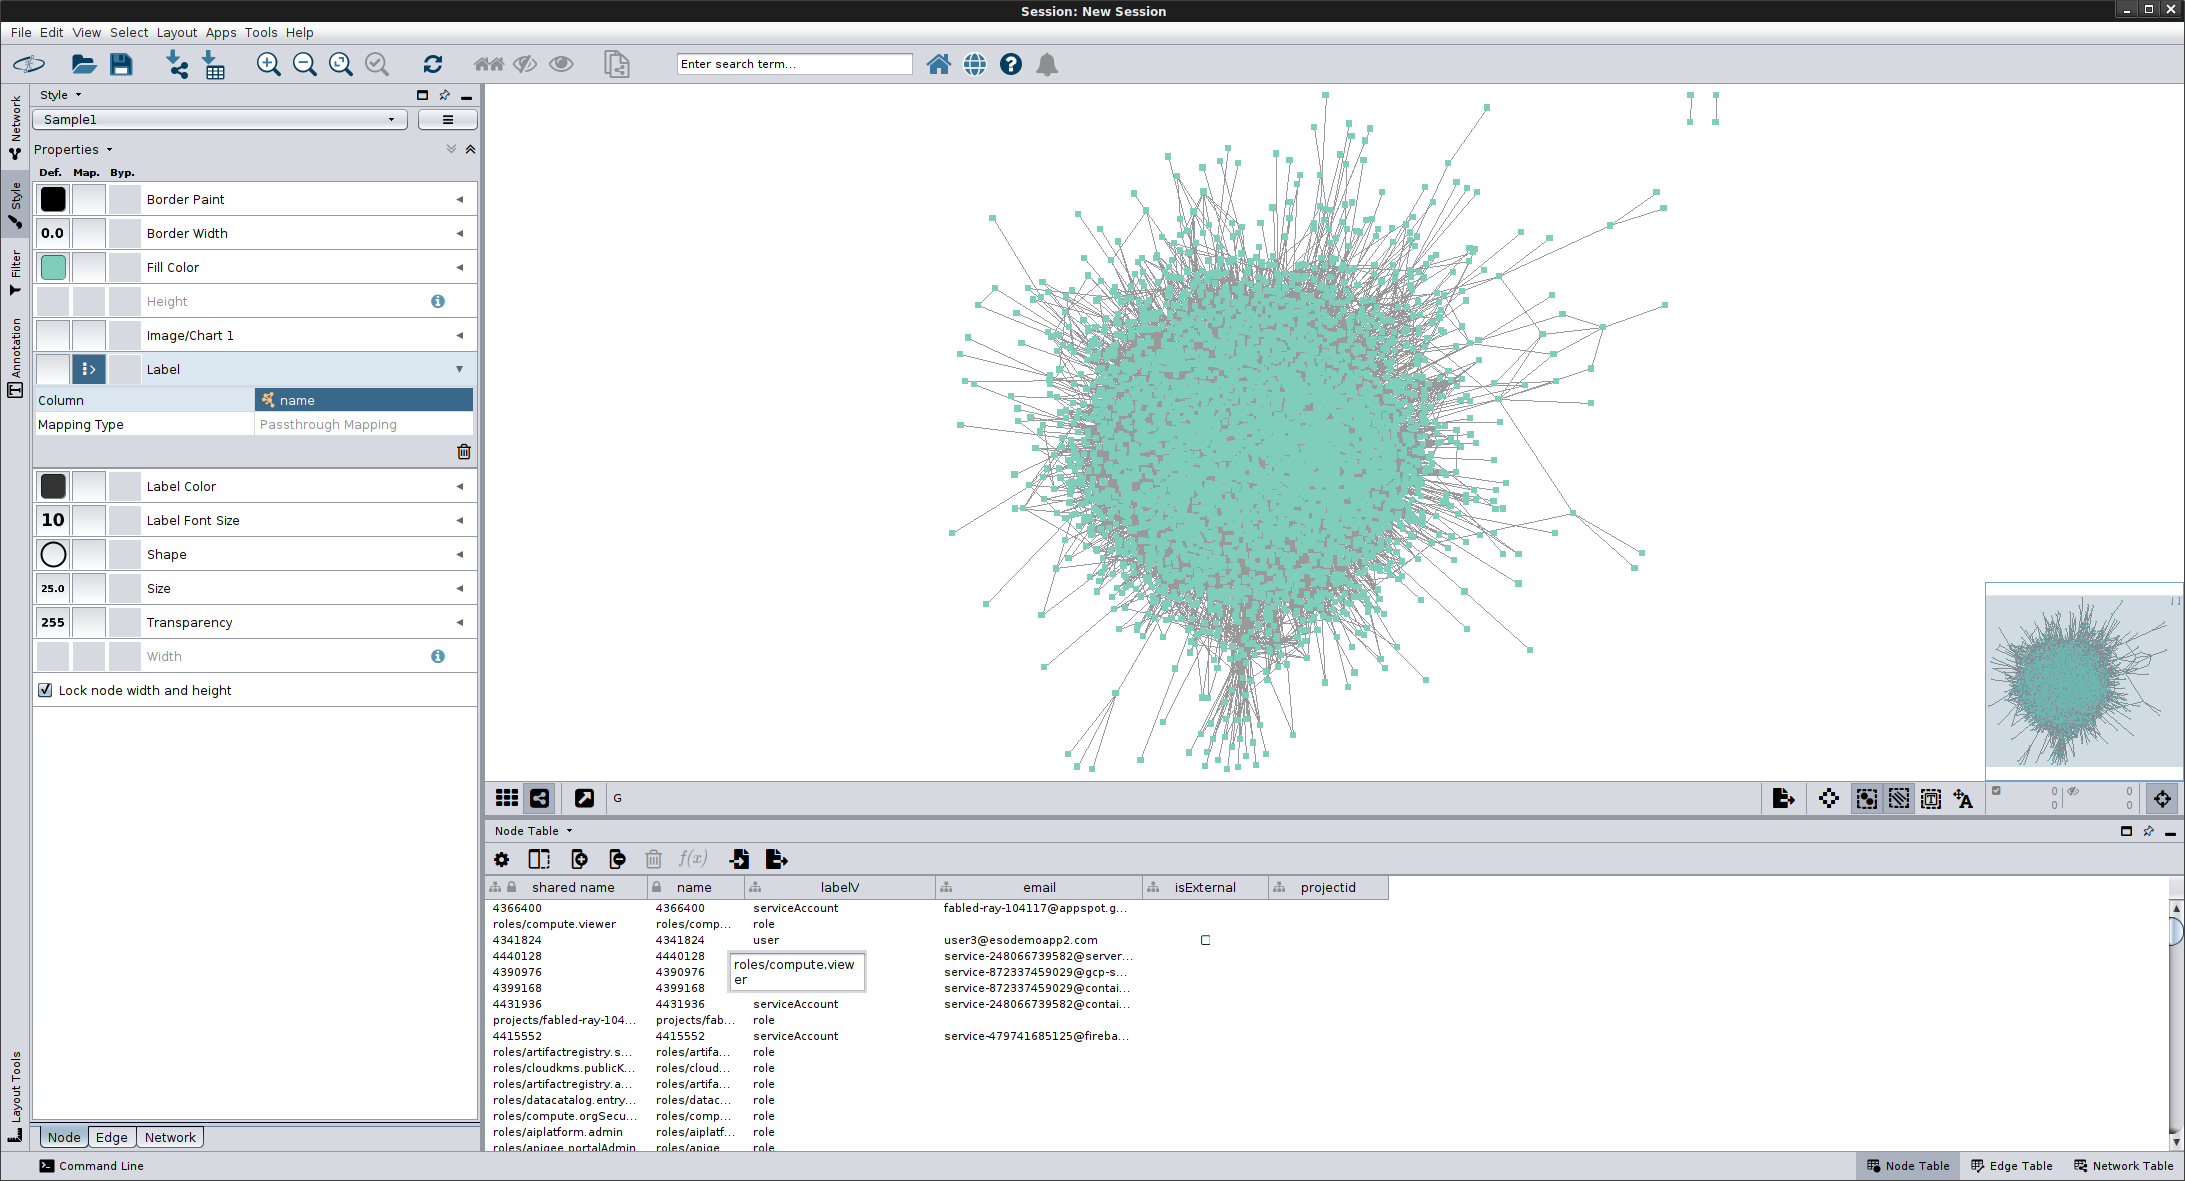 Session: New Session
File Edit View Select Layout Apps Tools Help
Enter search term...
Network
Style
Filter
Annotation
Layout Tools
Style
Sample1
Properties
Def. Map. Byp.
Border Paint
0.0 Border Width
Fill Color
Height
Image/Chart 1
Label
Column name
Mapping Type Passthrough Mapping
Label Color
10 Label Font Size
Shape
25.0 Size
255 Transparency
Width
Lock node width and height
Node Edge Network
G
0 0
0 0
Node Table
f(x)
shared name name labelV email isExternal projectid
4366400 4366400 serviceAccount fabled-ray-104117@appspot.g...
roles/compute.viewer roles/comp... role
4341824 4341824 user user3@esodemoapp2.com
4440128 4440128 service-248066739582@server...
4390976 4390976 service-872337459029@gcp-s...
4399168 4399168 service-872337459029@contai...
roles/compute.view
er
4431936 4431936 serviceAccount service-248066739582@contai...
projects/fabled-ray-104... projects/fab... role
4415552 4415552 serviceAccount service-479741685125@fireba...
roles/artifactregistry.s... roles/artifa... role
roles/cloudkms.publicK... roles/cloud... role
roles/artifactregistry.a... roles/artifa... role
roles/datacatalog.entry... roles/datac... role
roles/compute.orgSecu... roles/comp... role
roles/aiplatform.admin roles/aiplatf... role
roles/apigee.portalAdmin roles/apige... role
Command Line
Node Table Edge Table Network Table